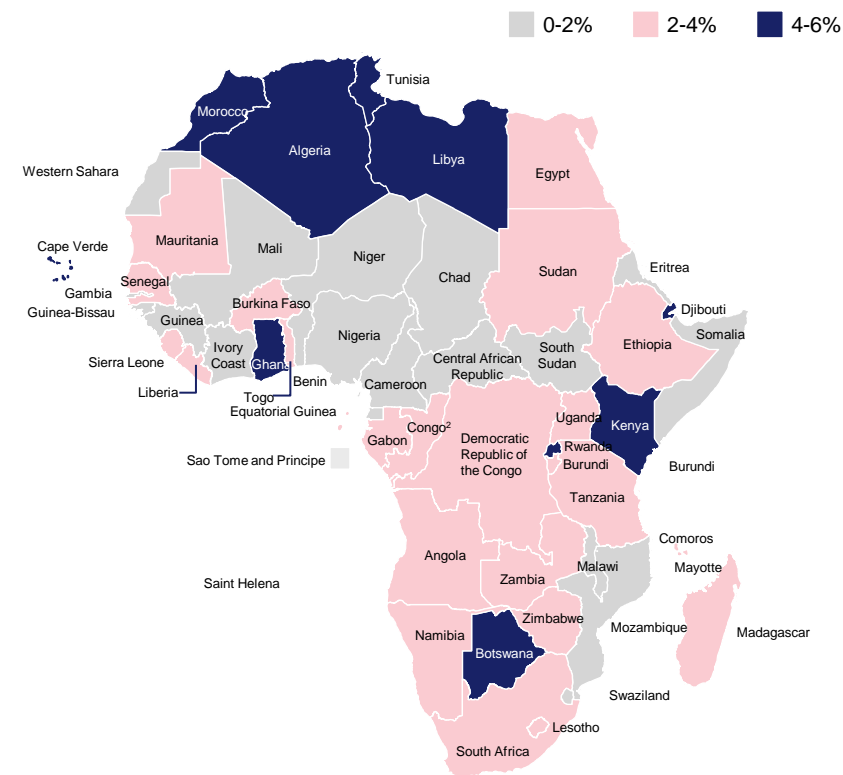 0-2%
2-4%
4-6%
Tunisia
Morocco
Algeria
Libya
Egypt
Western Sahara
Mauritania
Mali
Niger
Chad
Sudan
Eritrea
Cape Verde
Senegal
Gambia
Guinea-Bissau
Guinea
Burkina Faso
Djibouti
Somalia
Nigeria
Ivory
Coast
Ghana
Central African
Republic
South
Sudan
Ethiopia
Sierra Leone
Liberia
Togo
Benin
Cameroon
Equatorial Guinea
Gabon
Congo²
Democratic
Republic of
the Congo
Uganda
Kenya
Rwanda
Burundi
Burundi
Sao Tome and Principe
Tanzania
Comoros
Mayotte
Angola
Zambia
Malawi
Saint Helena
Zimbabwe
Mozambique
Madagascar
Namibia
Botswana
Swaziland
Lesotho
South Africa